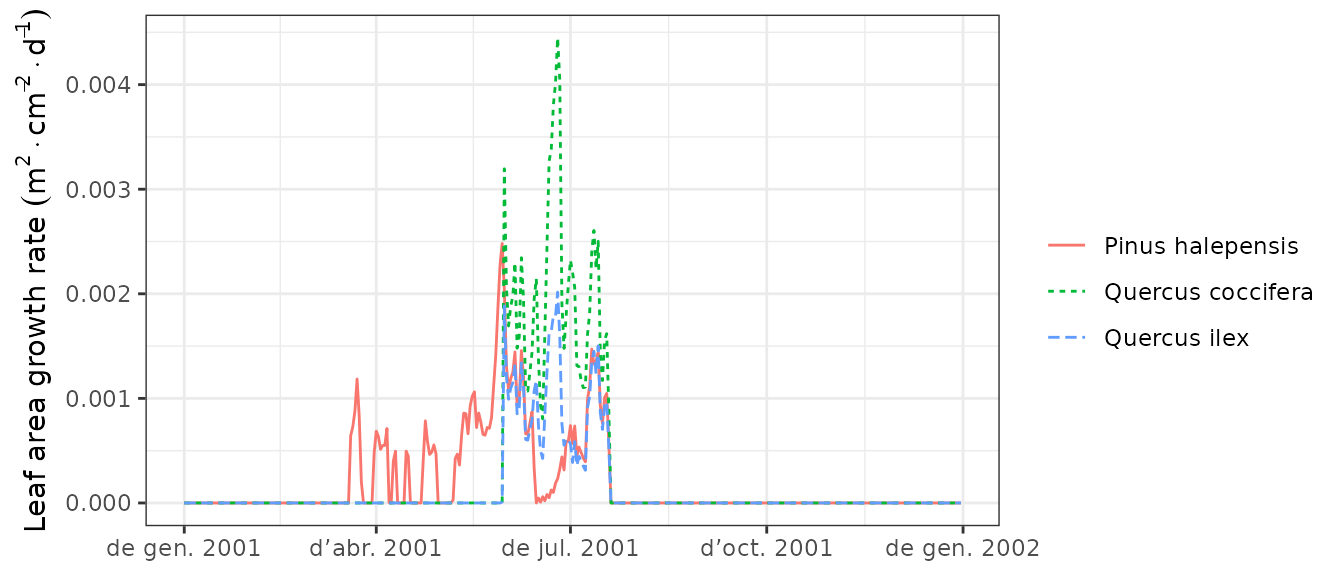 Leaf area growth rate (m² · cm⁻² · d⁻¹)
0.004
0.003
0.002
0.001
0.000
de gen. 2001 d’abr. 2001 de jul. 2001 d’oct. 2001 de gen. 2002
Pinus halepensis
Quercus coccifera
Quercus ilex